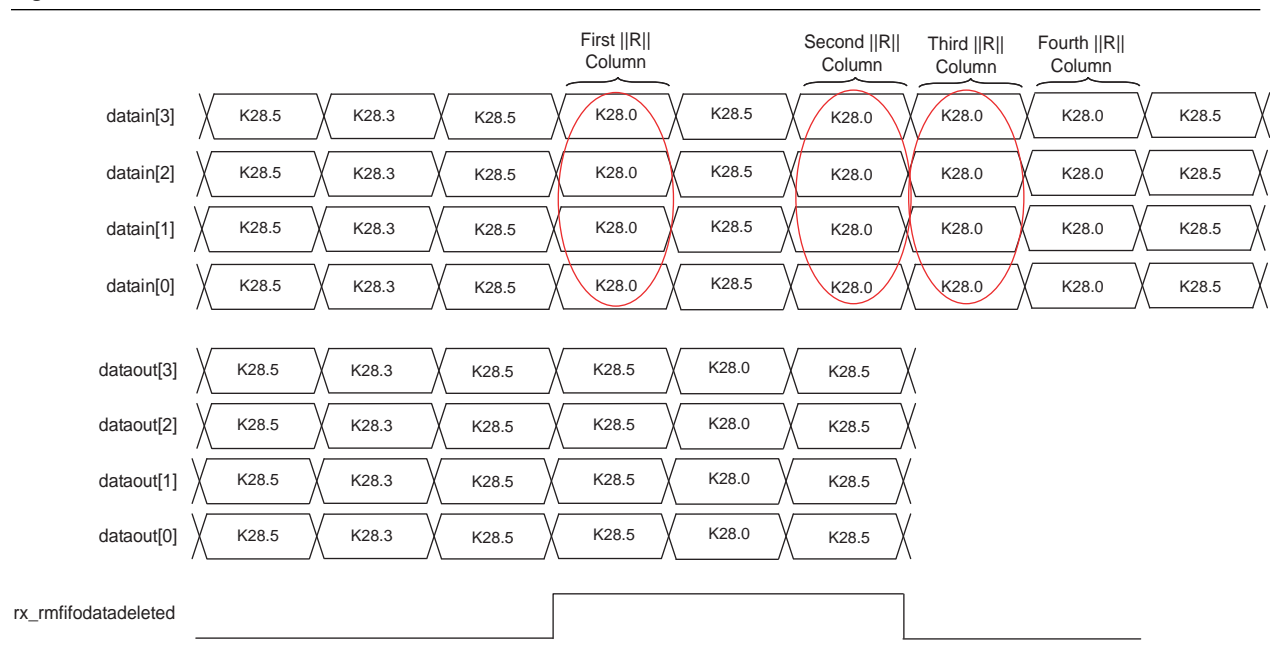 First ||R||
Column
Second ||R||
Column
Third ||R||
Column
Fourth ||R||
Column
datain[3] K28.5 K28.3 K28.5 K28.0 K28.5 K28.0 K28.0 K28.0 K28.5
datain[2] K28.5 K28.3 K28.5 K28.0 K28.5 K28.0 K28.0 K28.0 K28.5
datain[1] K28.5 K28.3 K28.5 K28.0 K28.5 K28.0 K28.0 K28.0 K28.5
datain[0] K28.5 K28.3 K28.5 K28.0 K28.5 K28.0 K28.0 K28.0 K28.5
dataout[3] K28.5 K28.3 K28.5 K28.5 K28.0 K28.5
dataout[2] K28.5 K28.3 K28.5 K28.5 K28.0 K28.5
dataout[1] K28.5 K28.3 K28.5 K28.5 K28.0 K28.5
dataout[0] K28.5 K28.3 K28.5 K28.5 K28.0 K28.5
rx_rmfifodatadeleted